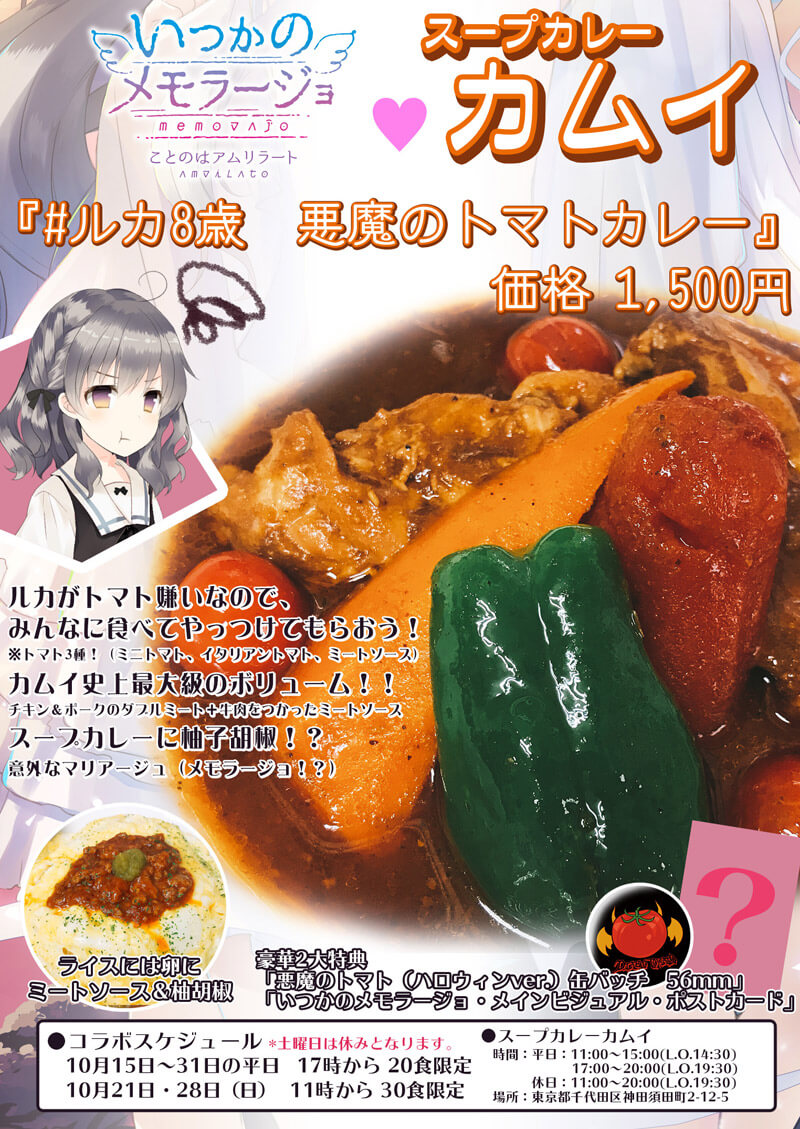 いつかの
メモラージョ
memorajo
ことのはアムリラート
AMRILATO
スープカレー
カムイ
『#ルカ8歳　悪魔のトマトカレー』
価格 1,500円
ルカがトマト嫌いなので、
みんなに食べてやっつけてもらおう！
※トマト3種！（ミニトマト、イタリアントマト、ミートソース）
カムイ史上最大級のボリューム！！
チキン＆ポークのダブルミート＋牛肉をつかったミートソース
スープカレーに柚子胡椒！？
意外なマリアージュ（メモラージョ！？）
ライスには卵に
ミートソース＆柚胡椒
?
豪華2大特典
「悪魔のトマト（ハロウィンver.）缶バッチ　56mm」
「いつかのメモラージョ・メインビジュアル・ポストカード」
●コラボスケジュール *土曜日は休みとなります。
10月15日～31日の平日　17時から 20食限定
10月21日・28日（日）　11時から 30食限定
●スープカレーカムイ
時間：平日：11:00～15:00(L.O.14:30)
17:00～20:00(L.O.19:30)
休日：11:00～20:00(L.O.19:30)
場所：東京都千代田区神田須田町2-12-5